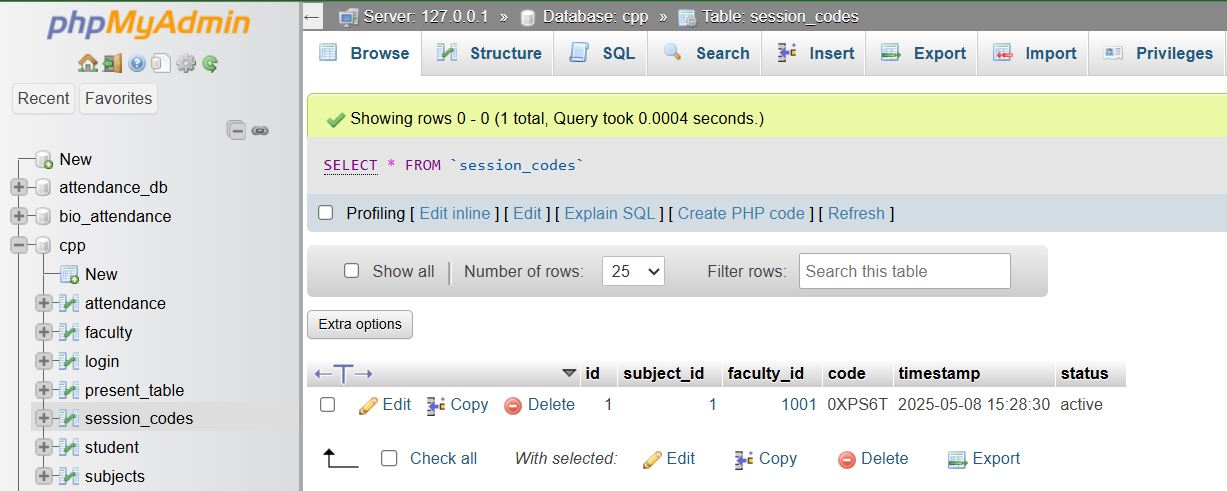 phpMyAdmin
Recent Favorites
New
attendance_db
bio_attendance
cpp
New
attendance
faculty
login
present_table
session_codes
student
subjects
Server: 127.0.0.1 » Database: cpp » Table: session_codes
Browse Structure SQL Search Insert Export Import Privileges
Showing rows 0 - 0 (1 total, Query took 0.0004 seconds.)
SELECT * FROM `session_codes`
Profiling [ Edit inline ] [ Edit ] [ Explain SQL ] [ Create PHP code ] [ Refresh ]
Show all Number of rows: 25 Filter rows: Search this table
Extra options
id subject_id faculty_id code timestamp status
Edit Copy Delete 1 1 1001 0XPS6T 2025-05-08 15:28:30 active
Check all With selected: Edit Copy Delete Export